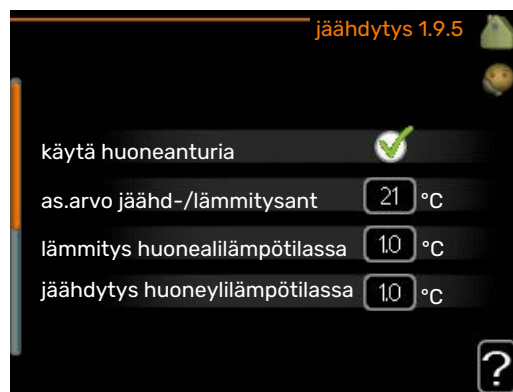 jäähdytys 1.9.5
käytä huoneanturia
as.arvo jäähd-/lämmitysant 21 °C
lämmitys huonealilämpötilassa 1.0 °C
jäähdytys huoneylilämpötilassa 1.0 °C
?